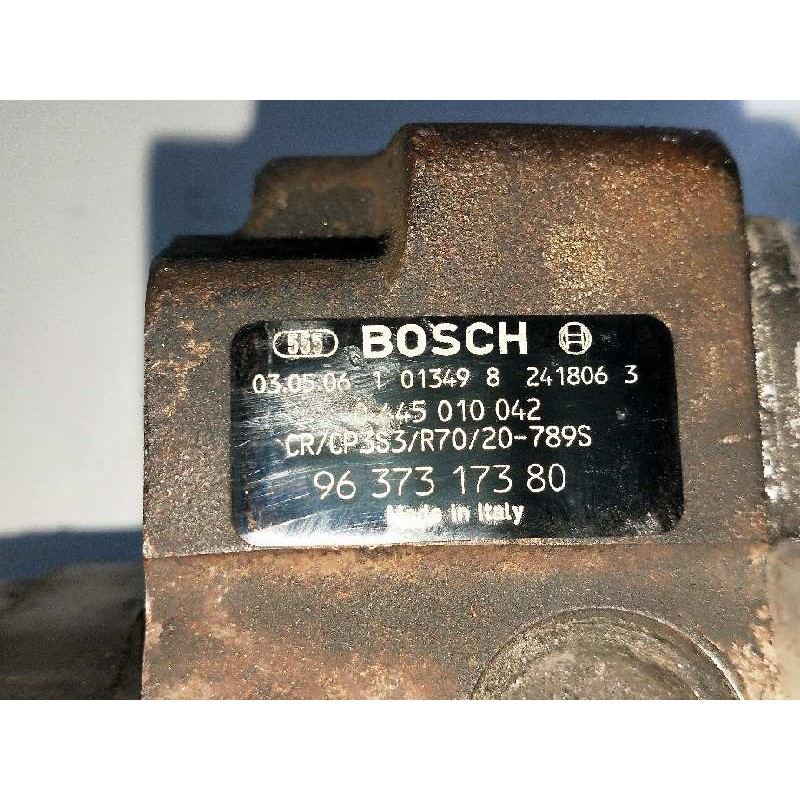 555 BOSCH
03.05.06 1 01349 8 241806 3
0 445 010 042
CR/CP3S3/R70/20-789S
96 373 173 80
Made in Italy